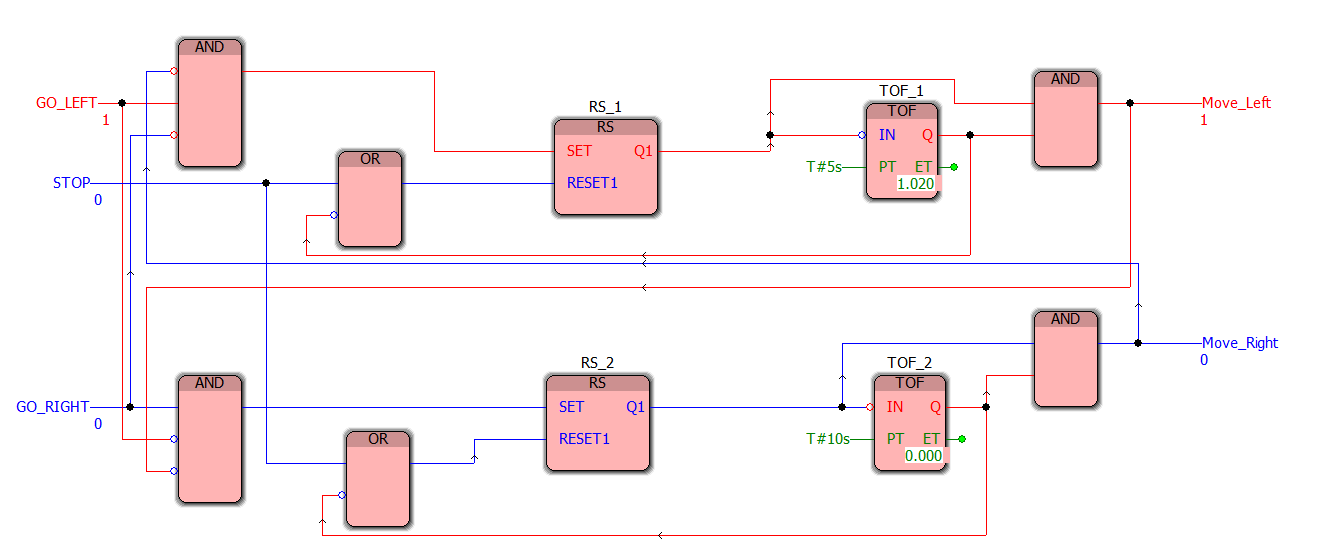 AND
GO_LEFT
1
STOP
0
OR
RS_1
RS
SET Q1
RESET1
TOF_1
TOF
IN Q
T#5s PT ET
1.020
AND
Move_Left
1
AND
GO_RIGHT
0
OR
RS_2
RS
SET Q1
RESET1
TOF_2
TOF
IN Q
T#10s PT ET
0.000
AND
Move_Right
0